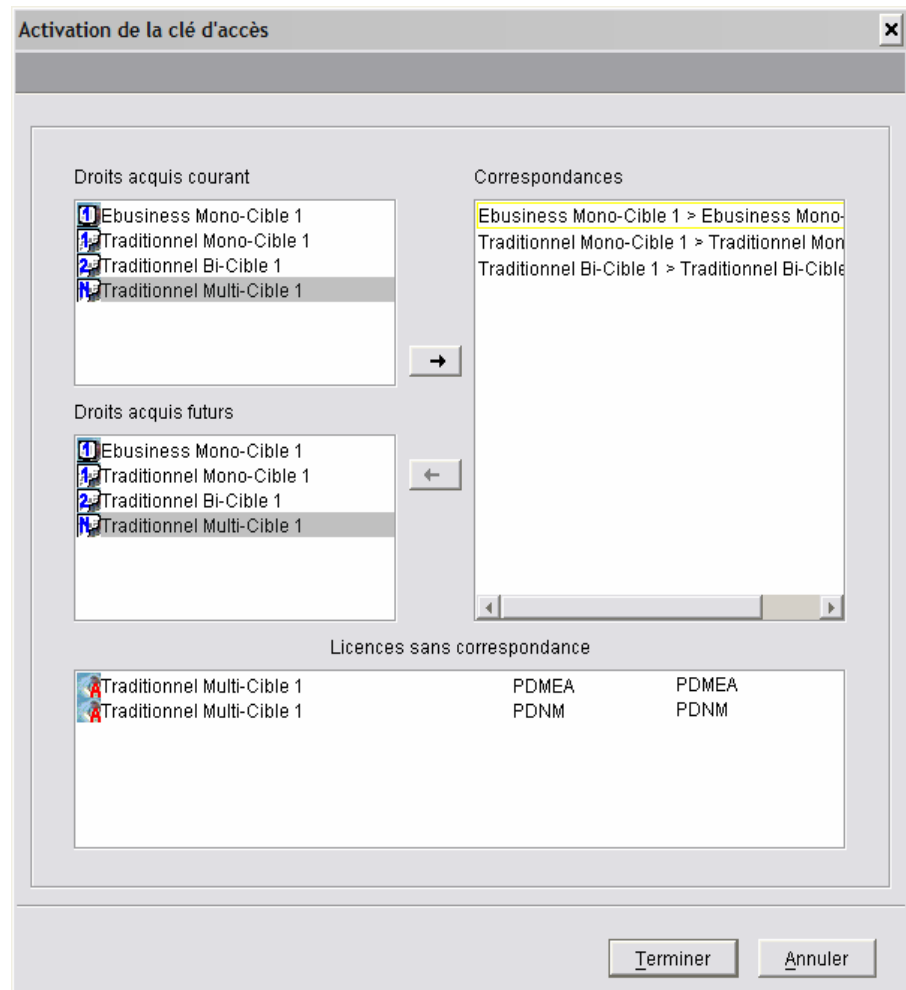 Activation de la clé d'accès
Droits acquis courant
Ebusiness Mono-Cible 1
Traditionnel Mono-Cible 1
Traditionnel Bi-Cible 1
Traditionnel Multi-Cible 1
Correspondances
Ebusiness Mono-Cible 1 > Ebusiness Mono-
Traditionnel Mono-Cible 1 > Traditionnel Mon
Traditionnel Bi-Cible 1 > Traditionnel Bi-Cible
Droits acquis futurs
Ebusiness Mono-Cible 1
Traditionnel Mono-Cible 1
Traditionnel Bi-Cible 1
Traditionnel Multi-Cible 1
Licences sans correspondance
Traditionnel Multi-Cible 1 PDMEA PDMEA
Traditionnel Multi-Cible 1 PDNM PDNM
Terminer Annuler